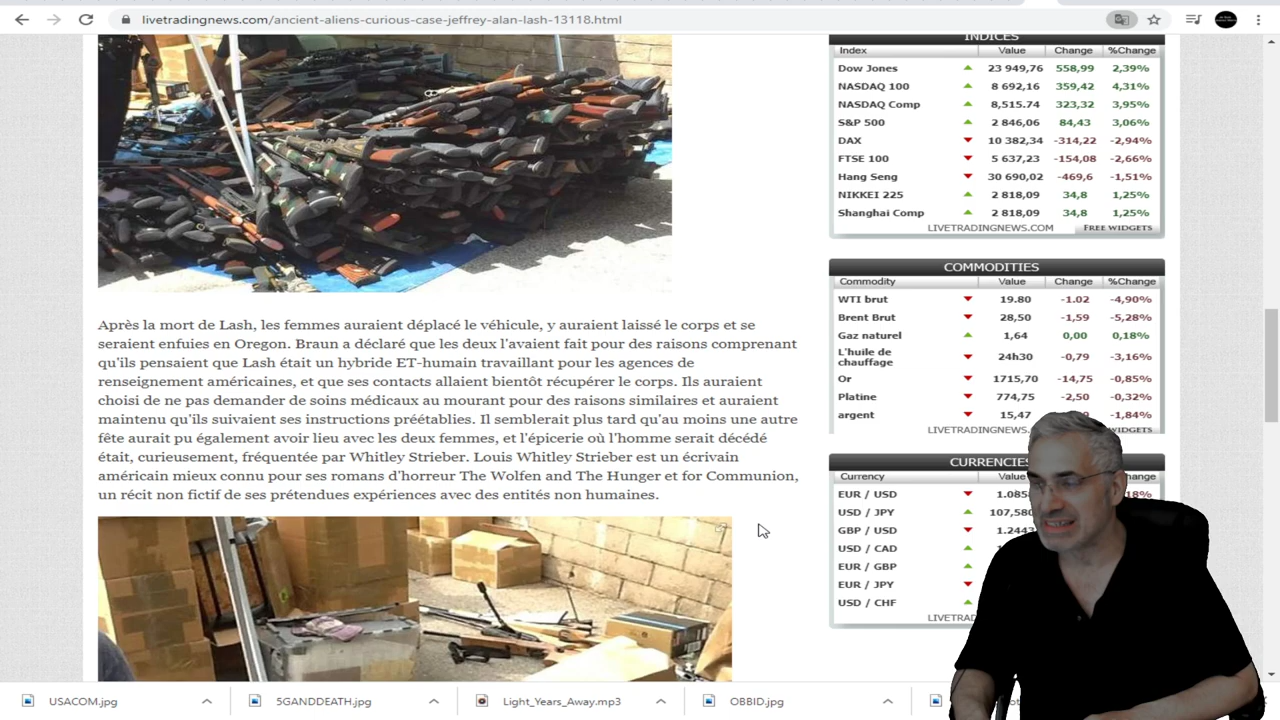 livetradingnews.com/ancient-aliens-curious-case-jeffrey-alan-lash-13118.html
INDICES
Index Value Change %Change
Dow Jones 23 949,76 558,99 2,39%
NASDAQ 100 8 692,16 359,42 4,31%
NASDAQ Comp 8,515.74 323,32 3,95%
S&P 500 2 846,06 84,43 3,06%
DAX 10 382,34 -314,22 -2,94%
FTSE 100 5 637,23 -154,08 -2,66%
Hang Seng 30 690,02 -469,6 -1,51%
NIKKEI 225 2 818,09 34,8 1,25%
Shanghai Comp 2 818,09 34,8 1,25%
LIVETRADINGNEWS.COM FREE WIDGETS
COMMODITIES
Commodity Value Change %Change
WTI brut 19.80 -1.02 -4,90%
Brent Brut 28,50 -1,59 -5,28%
Gaz naturel 1,64 0,00 0,18%
L'huile de
chauffage 24h30 -0,79 -3,16%
Or 1715,70 -14,75 -0,85%
Platine 774,75 -2,50 -0,32%
argent 15,47 -1,84%
LIVETRADINGNEWS. WIDGETS
CURRENCIES
Currency Value
EUR / USD 1.085 18%
USD / JPY 107,580
GBP / USD 1.2443
USD / CAD
EUR / GBP
EUR / JPY
USD / CHF
LIVETRAD
Après la mort de Lash, les femmes auraient déplacé le véhicule, y auraient laissé le corps et se
seraient enfuies en Oregon. Braun a déclaré que les deux l'avaient fait pour des raisons comprenant
qu'ils pensaient que Lash était un hybride ET-humain travaillant pour les agences de
renseignement américaines, et que ses contacts allaient bientôt récupérer le corps. Ils auraient
choisi de ne pas demander de soins médicaux au mourant pour des raisons similaires et auraient
maintenu qu'ils suivaient ses instructions préétablies. Il semblerait plus tard qu'au moins une autre
fête aurait pu également avoir lieu avec les deux femmes, et l'épicerie où l'homme serait décédé
était, curieusement, fréquentée par Whitley Strieber. Louis Whitley Strieber est un écrivain
américain mieux connu pour ses romans d'horreur The Wolfen and The Hunger et for Communion,
un récit non fictif de ses prétendues expériences avec des entités non humaines.
USACOM.jpg
5GANDDEATH.jpg
Light_Years_Away.mp3
OBBID.jpg